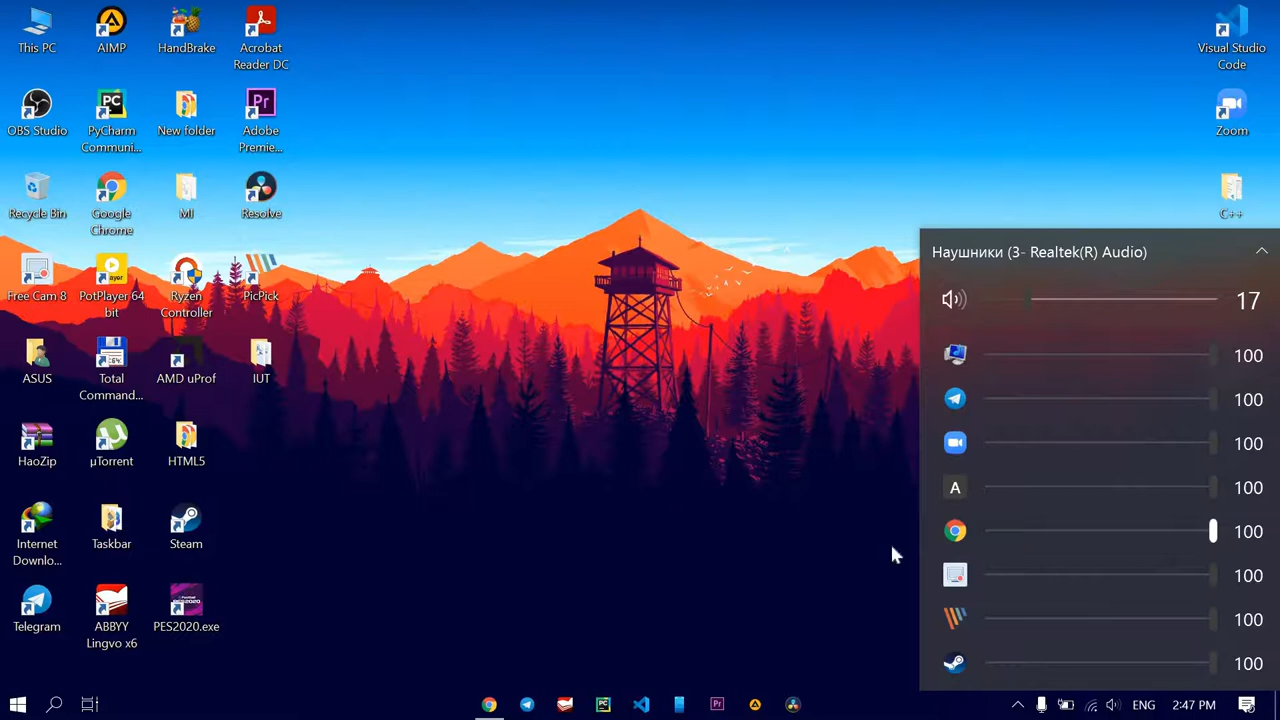 This PC
AIMP
HandBrake
Acrobat
Reader DC
OBS Studio
PyCharm
Communi...
New folder
Adobe
Premie...
Recycle Bin
Google
Chrome
MI
Resolve
Free Cam 8
PotPlayer 64
bit
Ryzen
Controller
PicPick
ASUS
Total
Comman­d...
AMD uProf
IUT
HaoZip
µTorrent
HTML5
Internet
Downlo...
Taskbar
Steam
Telegram
ABBYY
Lingvo x6
PES2020.exe
Visual Studio
Code
Zoom
C++
Наушники (3- Realtek(R) Audio)
17
100
100
100
A 100
100
100
100
100
ENG 2:47 PM